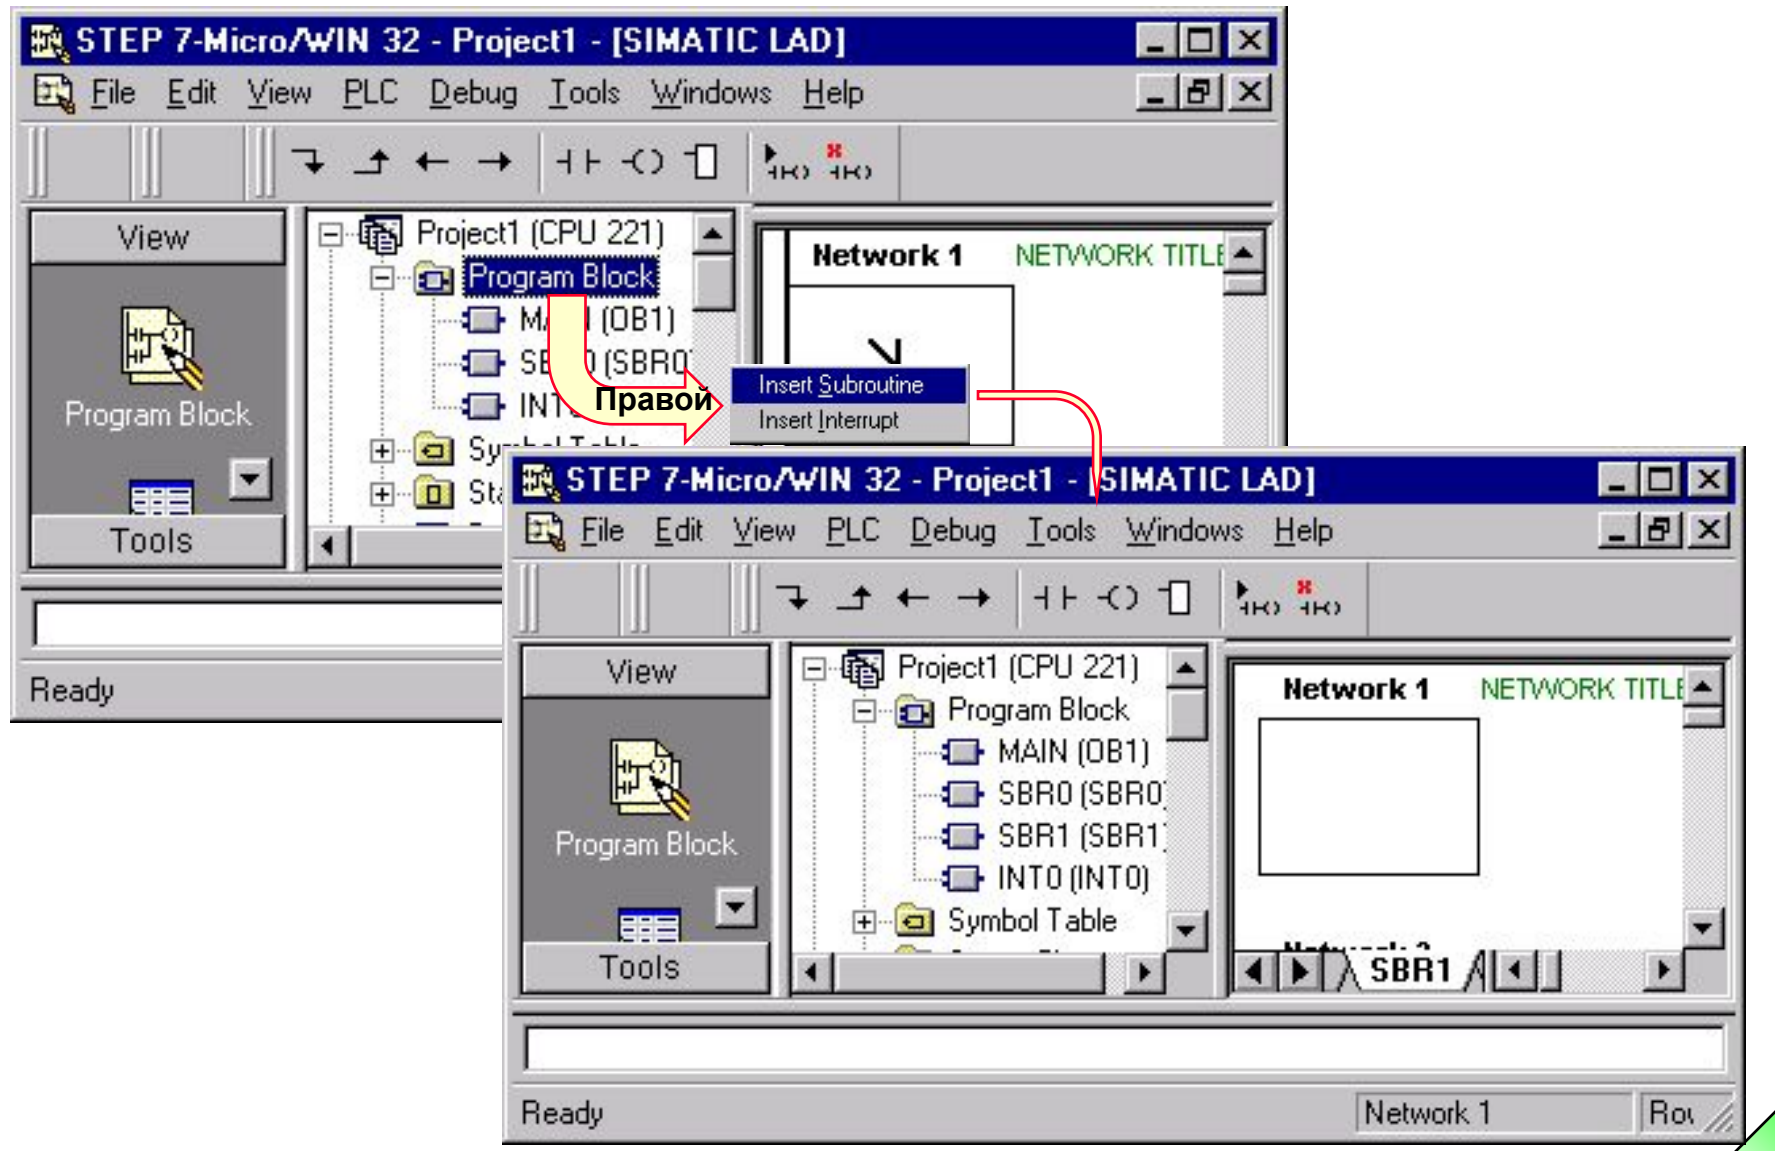 STEP 7-Micro/WIN 32 - Project1 - [SIMATIC LAD]
File Edit View PLC Debug Tools Windows Help
View
Project1 (CPU 221)
Program Block
(OB1)
(SBR0)
Program Block
Tools
Network 1 NETWORK TITLE
Правой
Insert Subroutine
Insert Interrupt
Ready
STEP 7-Micro/WIN 32 - Project1 - [SIMATIC LAD]
File Edit View PLC Debug Tools Windows Help
View
Program Block
Tools
Project1 (CPU 221)
Program Block
MAIN (OB1)
SBR0 (SBR0)
SBR1 (SBR1)
INT0 (INT0)
Symbol Table
Network 1 NETWORK TITLE
SBR1
Ready
Network 1